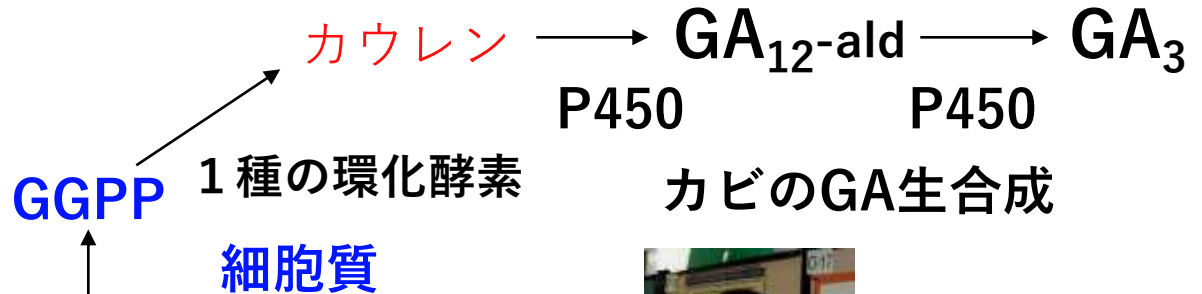 カウレン → GA12-ald → GA3
P450 P450
GGPP 1種の環化酵素 カビのGA生合成
細胞質